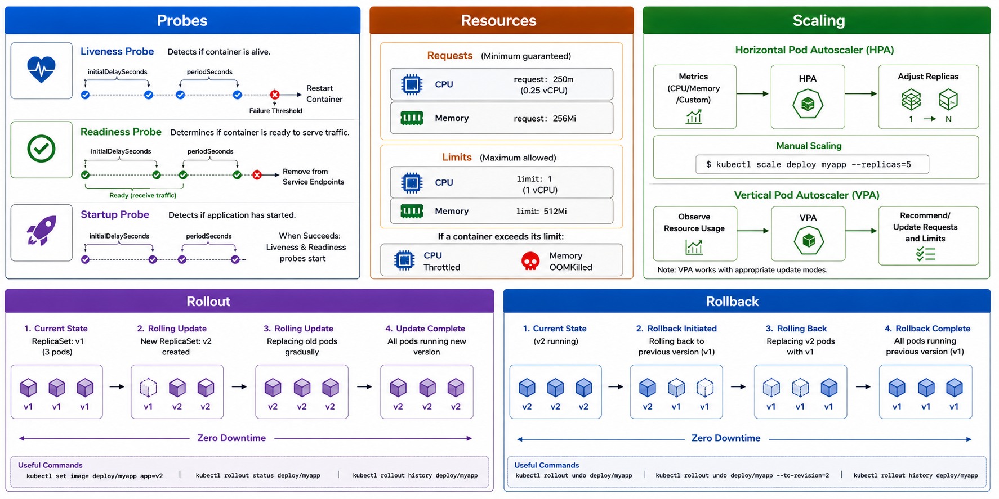 Probes
Liveness Probe Detects if container is alive.
initialDelaySeconds periodSeconds
Restart
Container
Failure Threshold
Readiness Probe Determines if container is ready to serve traffic.
initialDelaySeconds periodSeconds
Remove from
Service Endpoints
Ready (receive traffic)
Startup Probe Detects if application has started.
initialDelaySeconds periodSeconds
When Succeeds:
Liveness & Readiness
probes start
Resources
Requests (Minimum guaranteed)
CPU request: 250m
(0.25 vCPU)
Memory request: 256Mi
Limits (Maximum allowed)
CPU limit: 1
(1 vCPU)
Memory limit: 512Mi
If a container exceeds its limit:
CPU
Throttled
Memory
OOMKilled
Scaling
Horizontal Pod Autoscaler (HPA)
Metrics
(CPU/Memory
/Custom)
HPA
Adjust Replicas
1 N
Manual Scaling
$ kubectl scale deploy myapp --replicas=5
Vertical Pod Autoscaler (VPA)
Observe
Resource Usage
VPA
Recommend/
Update Requests
and Limits
Note: VPA works with appropriate update modes.
Rollout
1. Current State
ReplicaSet: v1
(3 pods)
v1 v1 v1
2. Rolling Update
New ReplicaSet: v2
created
v1 v2 v2
3. Rolling Update
Replacing old pods
gradually
v2 v2 v2
4. Update Complete
All pods running new
version
v2 v2 v2
Zero Downtime
Useful Commands
kubectl set image deploy/myapp app=v2 | kubectl rollout status deploy/myapp | kubectl rollout history deploy/myapp
Rollback
1. Current State
(v2 running)
v2 v2 v2
2. Rollback Initiated
Rolling back to
previous version (v1)
v2 v1 v1
3. Rolling Back
Replacing v2 pods
with v1
v1 v1 v1
4. Rollback Complete
All pods running
previous version (v1)
v1 v1 v1
Zero Downtime
Useful Commands
kubectl rollout undo deploy/myapp | kubectl rollout undo deploy/myapp --to-revision=2 | kubectl rollout history deploy/myapp